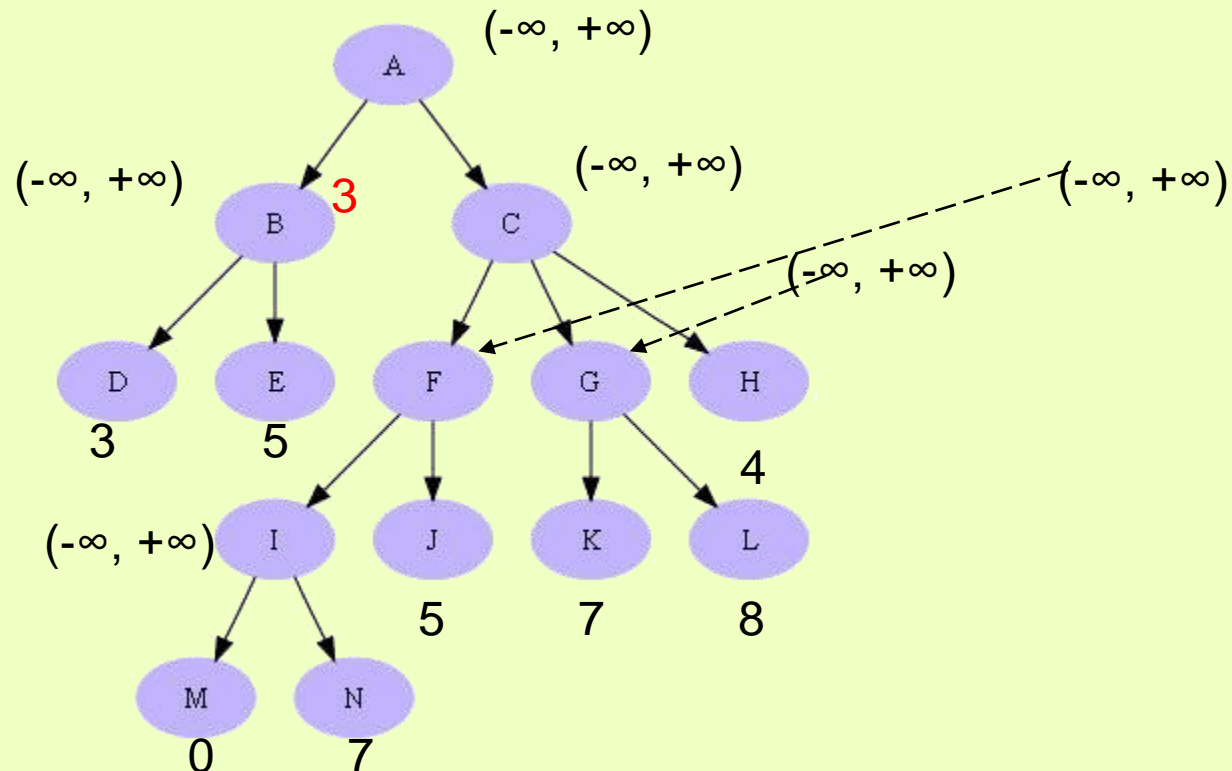 (-∞, +∞)
A
(-∞, +∞)
(-∞, +∞)
(-∞, +∞)
3
B
C
(-∞, +∞)
D
E
F
G
H
3
5
4
(-∞, +∞)
I
J
K
L
5
7
8
M
N
0
7